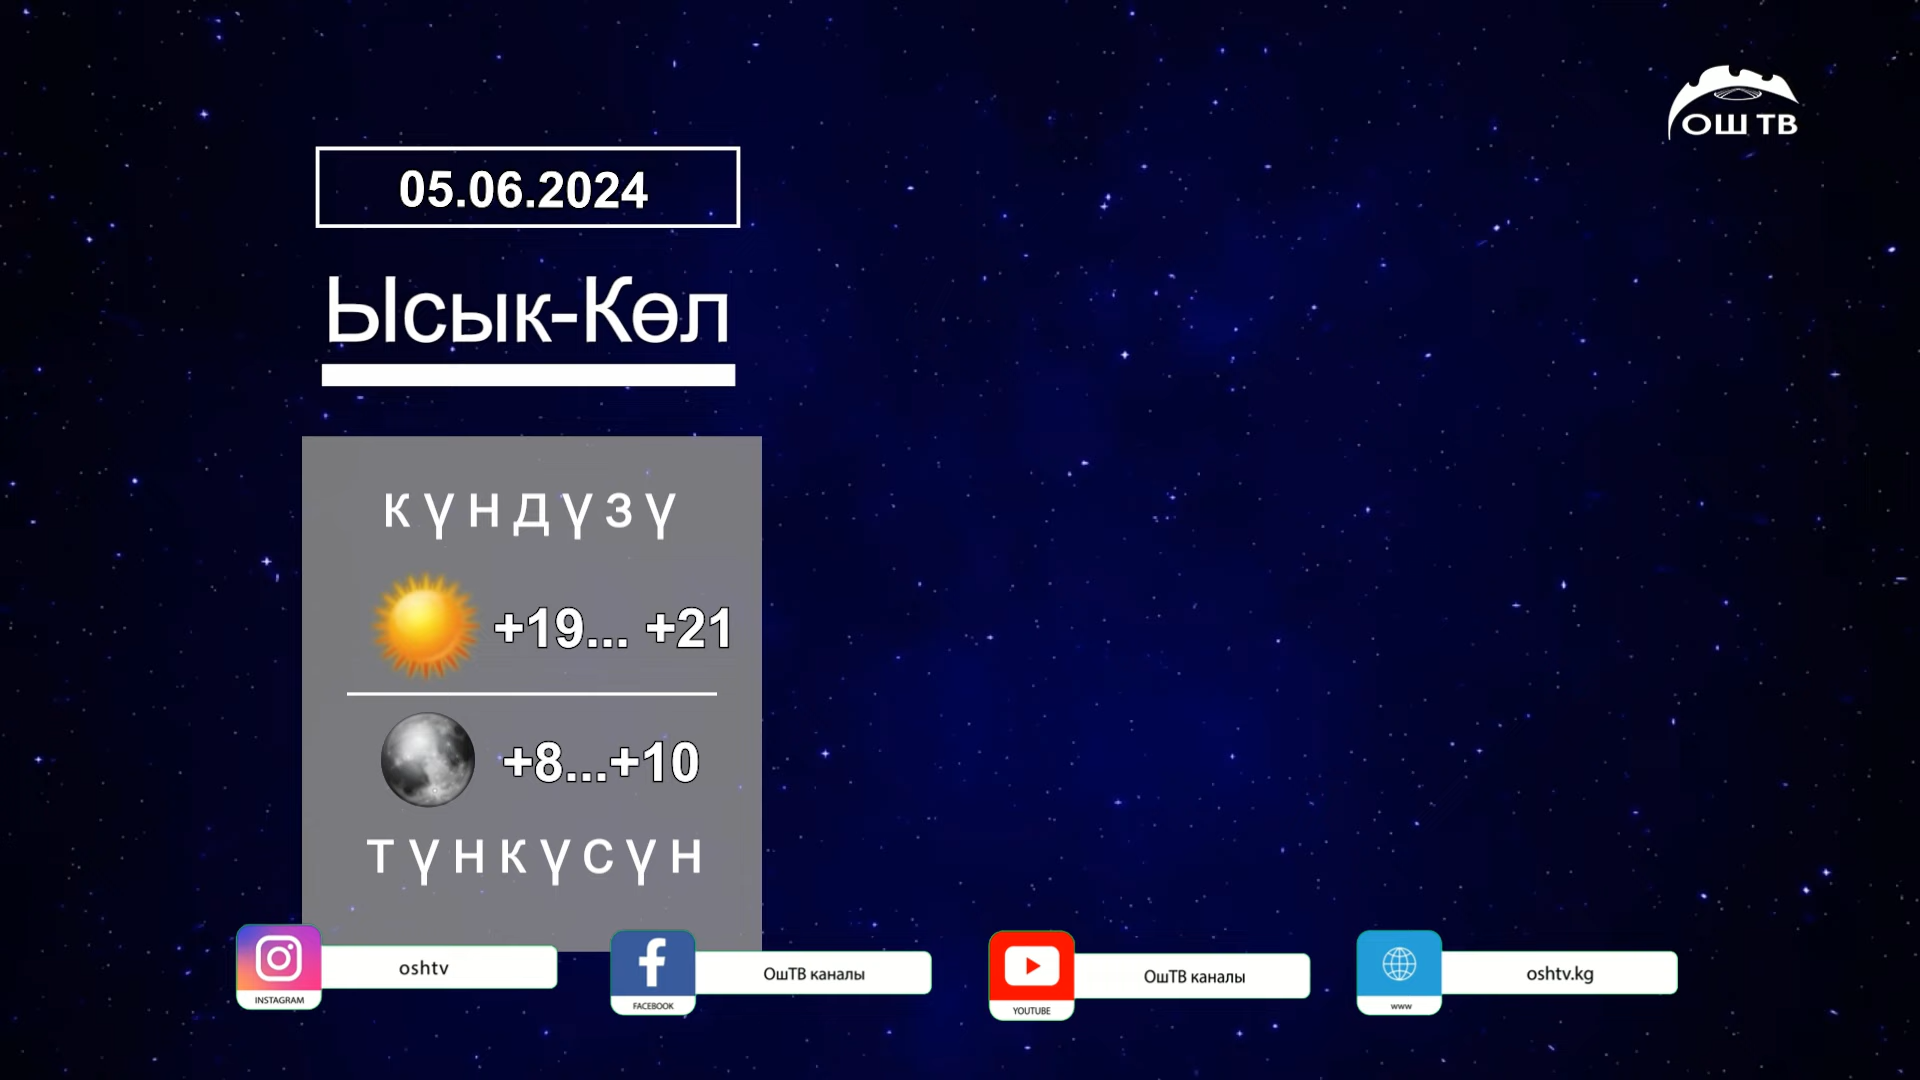 ОШ ТВ
05.06.2024
Ысык-Көл
күндүзү
+19... +21
+8...+10
түнкүсүн
oshtv
INSTAGRAM
ОшТВ каналы
FACEBOOK
ОшТВ каналы
YOUTUBE
oshtv.kg
www